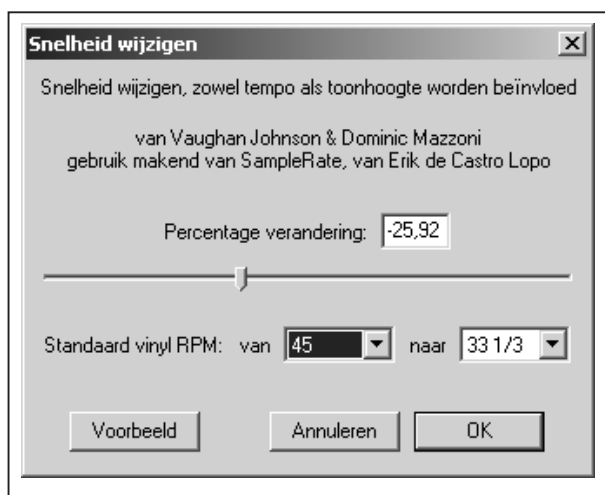 Snelheid wijzigen
Snelheid wijzigen, zowel tempo als toonhoogte worden beïnvloed
van Vaughan Johnson & Dominic Mazzoni
gebruik makend van SampleRate, van Erik de Castro Lopo
Percentage verandering: -25,92
Standaard vinyl RPM: van 45 naar 33 1/3
Voorbeeld Annuleren OK